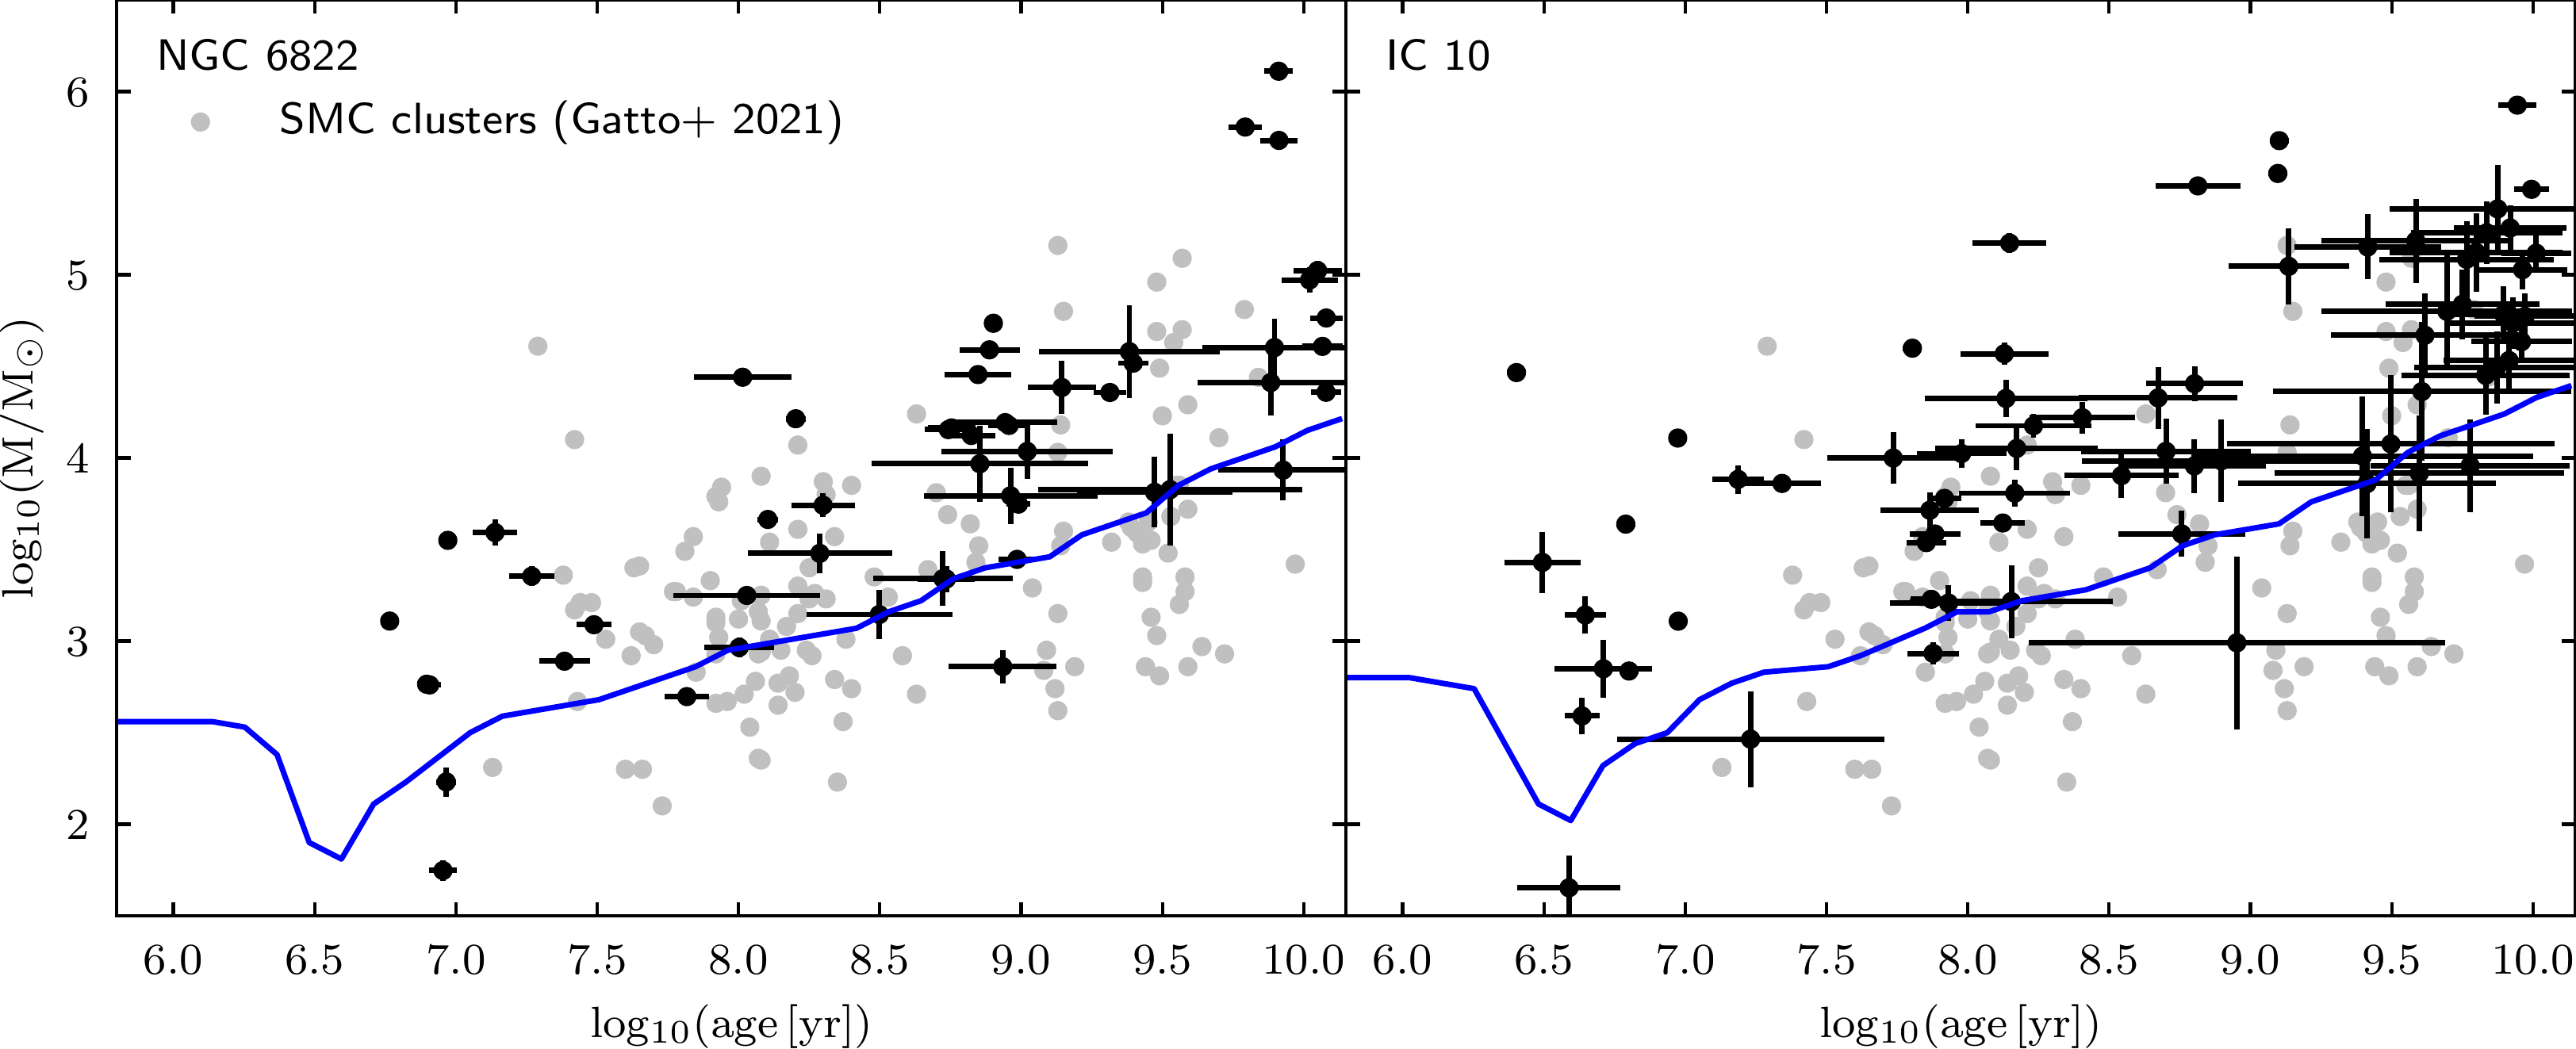 NGC 6822
SMC clusters (Gatto+ 2021)
IC 10
6
5
4
3
2
log₁₀(M/M⊙)
6.0 6.5 7.0 7.5 8.0 8.5 9.0 9.5 10.0 6.0 6.5 7.0 7.5 8.0 8.5 9.0 9.5 10.0
log₁₀(age [yr]) log₁₀(age [yr])